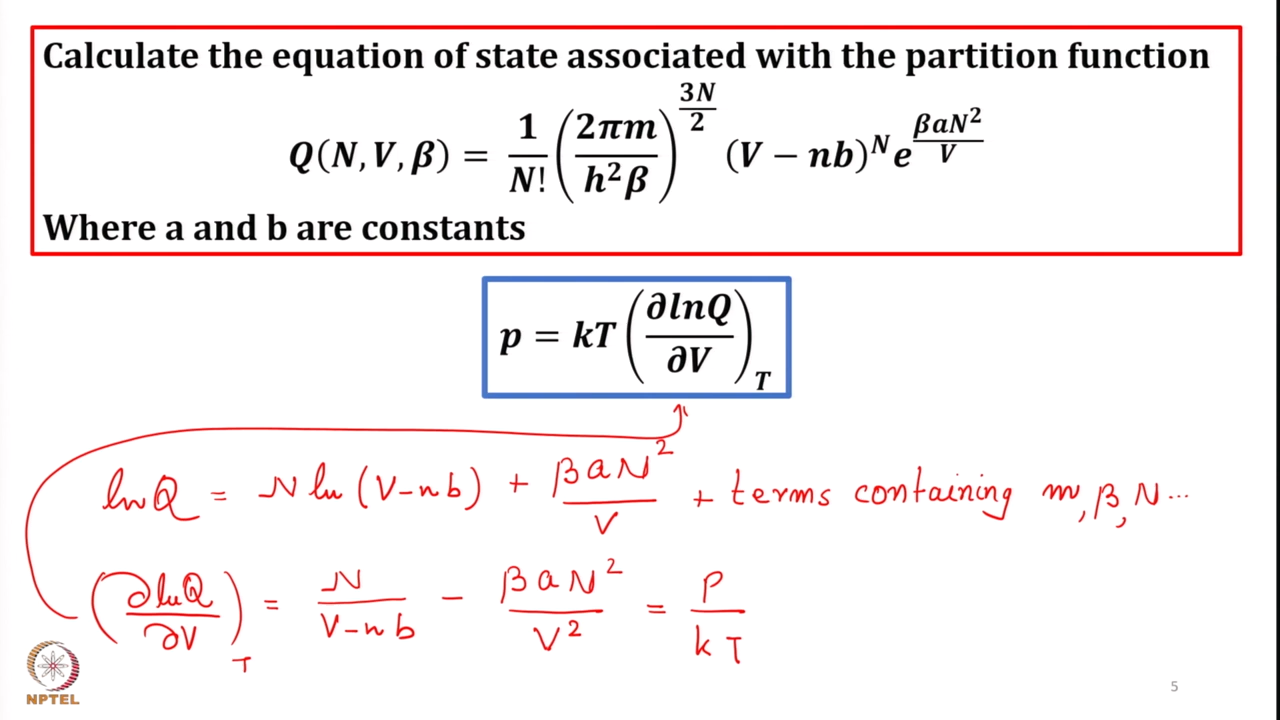 Calculate the equation of state associated with the partition function
Q(N, V, β) = 1/N! (2πm/h²β)^(3N/2) (V − nb)^N e^(βaN²/V)
Where a and b are constants
p = kT (∂lnQ/∂V)_T
lnQ = N ln (V-nb) + βaN²/V + terms containing m, β, N...
(∂lnQ/∂V)_T = N/(V-nb) - βaN²/V² = P/kT
NPTEL
5